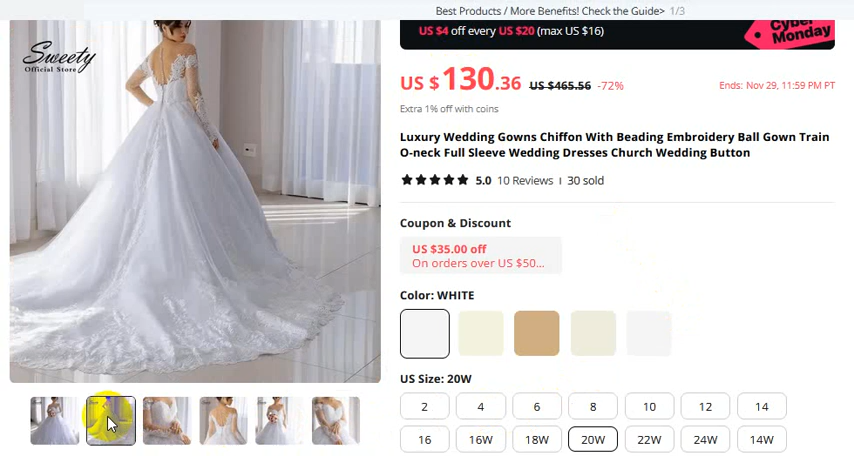 Best Products / More Benefits! Check the Guide> 1/3
Sweety
Official Store
US $4 off every US $20 (max US $16)
Cyber
Monday
US $130.36 US $465.56 -72%
Ends: Nov 29, 11:59 PM PT
Extra 1% off with coins
Luxury Wedding Gowns Chiffon With Beading Embroidery Ball Gown Train
O-neck Full Sleeve Wedding Dresses Church Wedding Button
5.0 10 Reviews 30 sold
Coupon & Discount
US $35.00 off
On orders over US $50...
Color: WHITE
US Size: 20W
2 4 6 8 10 12 14
16 16W 18W 20W 22W 24W 14W